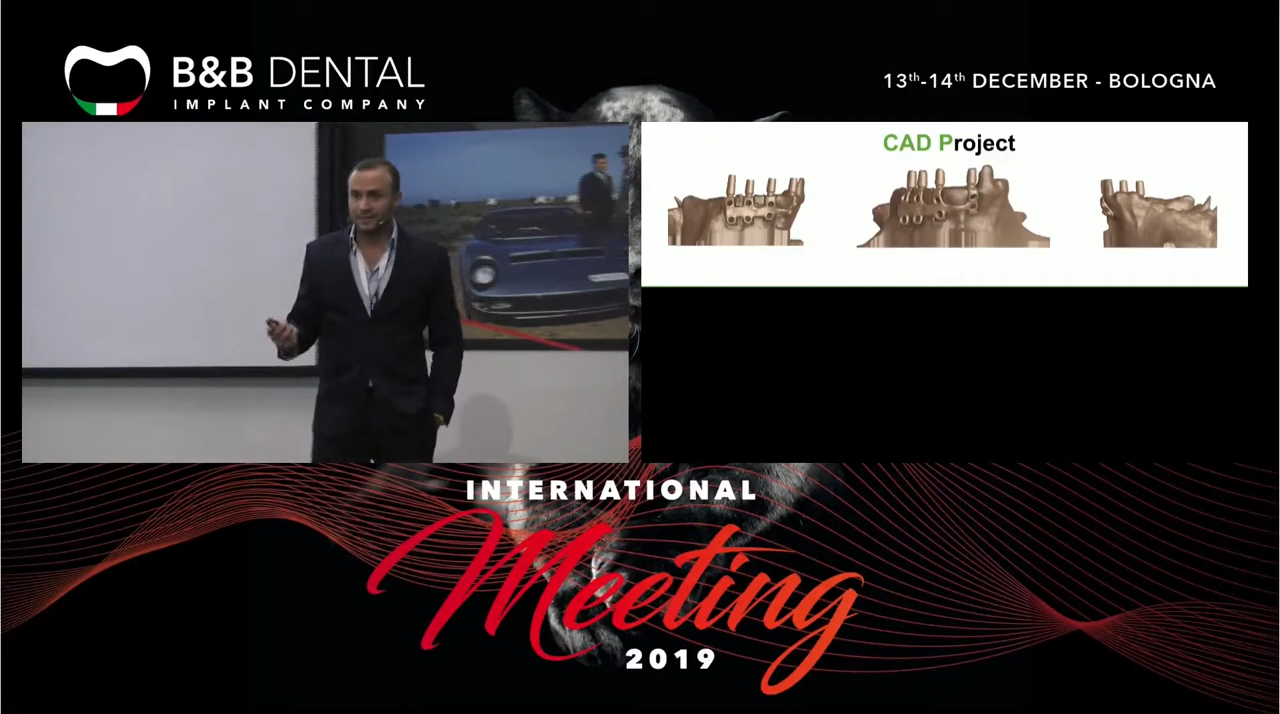 B&B DENTAL
IMPLANT COMPANY
13th-14th DECEMBER - BOLOGNA
CAD Project
INTERNATIONAL
Meeting
2019